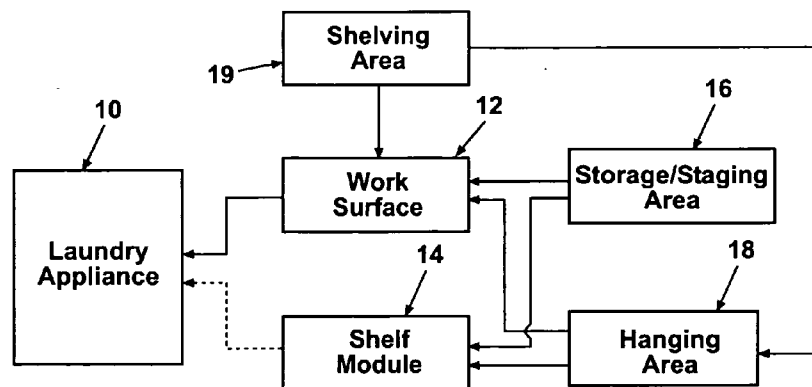 Shelving
Area
19
10
12
16
Work
Surface
Storage/Staging
Area
Laundry
Appliance
14
18
Shelf
Module
Hanging
Area